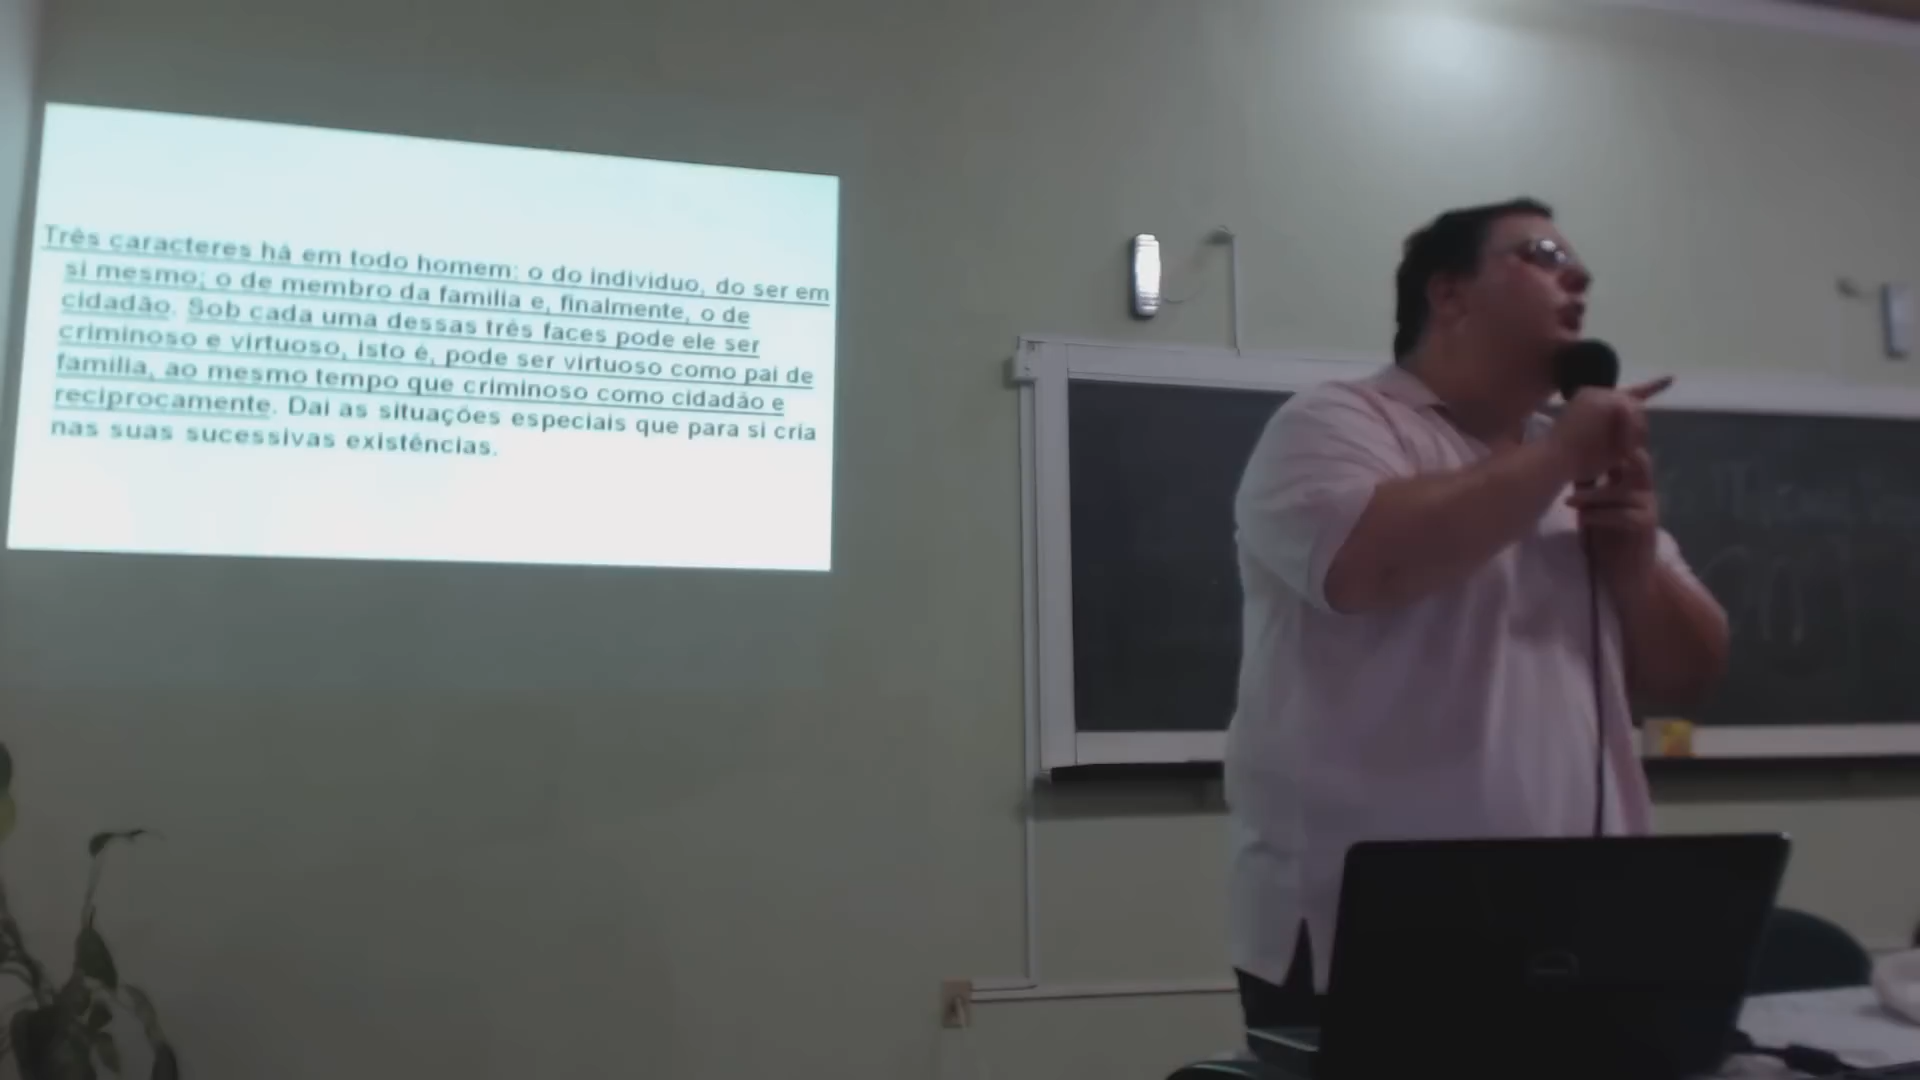 Três caracteres há em todo homem: o do indivíduo, do ser em
si mesmo; o de membro da família e, finalmente, o de
cidadão. Sob cada uma dessas três faces pode ele ser
criminoso e virtuoso, isto é, pode ser virtuoso como pai de
família, ao mesmo tempo que criminoso como cidadão e
reciprocamente. Daí as situações especiais que para si cria
nas suas sucessivas existências.